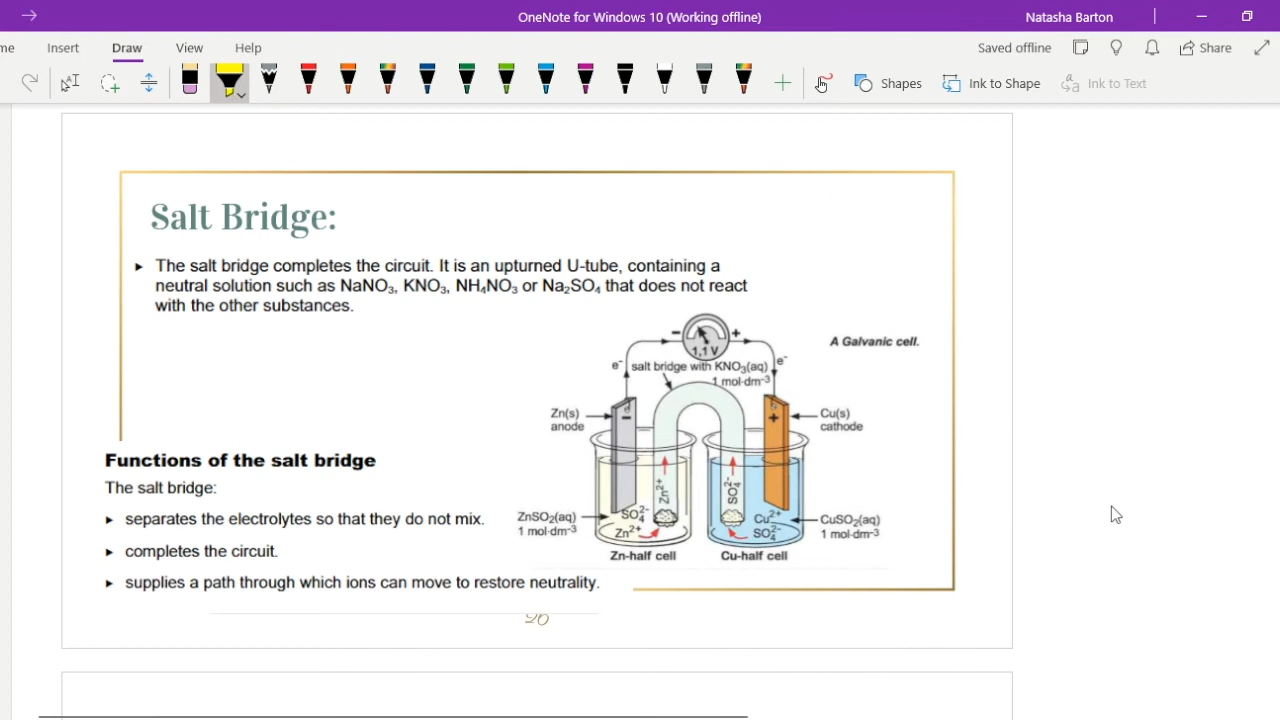 OneNote for Windows 10 (Working offline)
Natasha Barton
me Insert Draw View Help
Saved offline
Share
Shapes
Ink to Shape
Ink to Text
Salt Bridge:
The salt bridge completes the circuit. It is an upturned U-tube, containing a
neutral solution such as NaNO₃, KNO₃, NH₄NO₃ or Na₂SO₄ that does not react
with the other substances.
A Galvanic cell.
− +
1,1 V
e⁻ salt bridge with KNO₃(aq) e⁻
1 mol·dm⁻³
Zn(s)
anode
−
+
Cu(s)
cathode
Zn²⁺
SO₄²⁻
ZnSO₂(aq)
1 mol·dm⁻³
SO₄²⁻
Zn²⁺
Cu²⁺
SO₄²⁻
CuSO₂(aq)
1 mol·dm⁻³
Zn-half cell
Cu-half cell
Functions of the salt bridge
The salt bridge:
separates the electrolytes so that they do not mix.
completes the circuit.
supplies a path through which ions can move to restore neutrality.
26